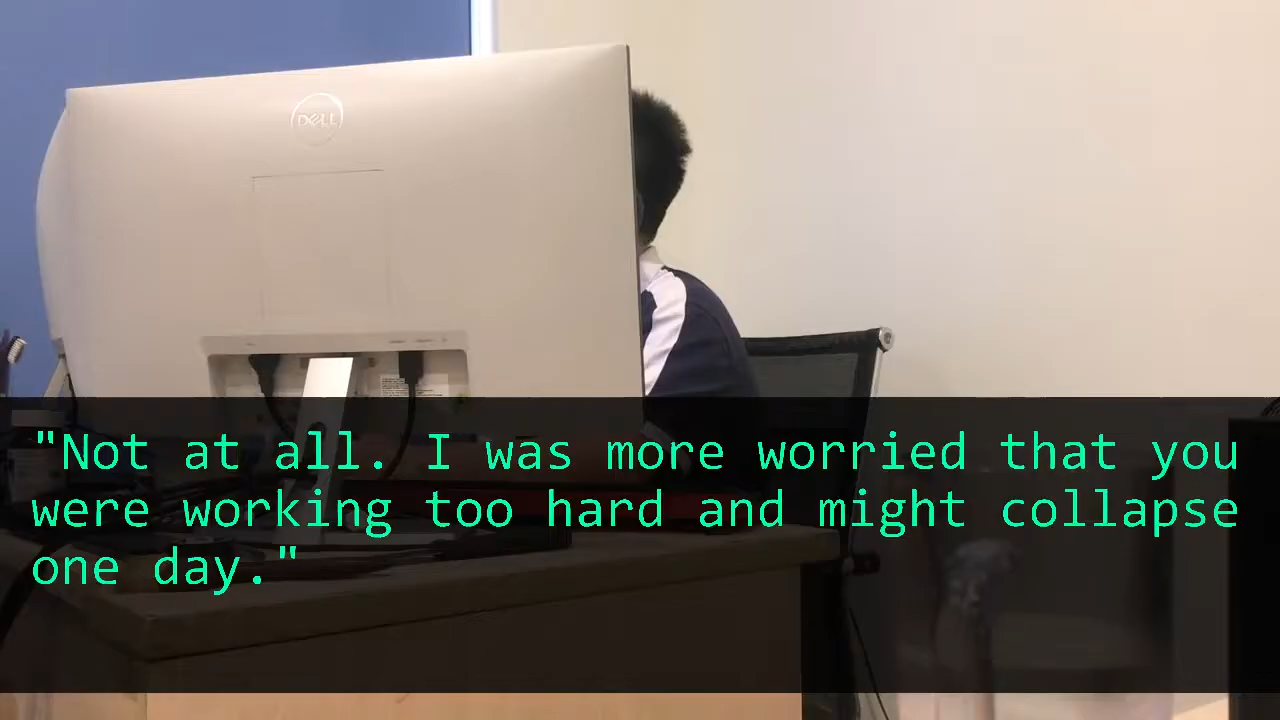 DELL
"Not at all. I was more worried that you
were working too hard and might collapse
one day."